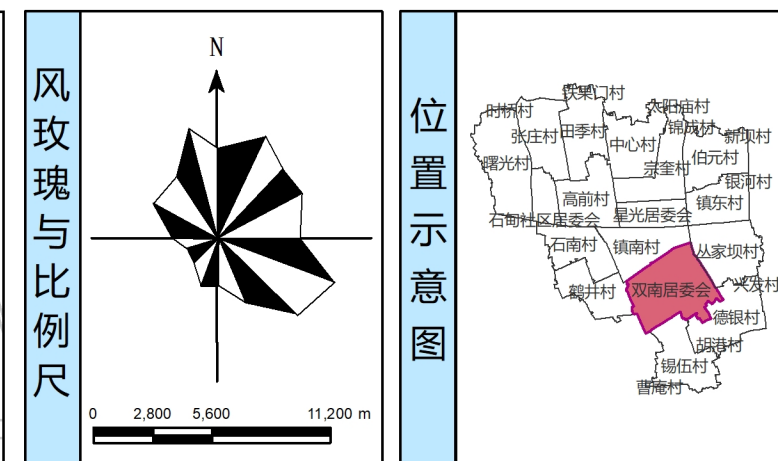 风玫瑰与比例尺
N
0 2,800 5,600 11,200 m
位置示意图
铁果门村
时桥村
太阳庙村
张庄村
田季村
中心村
锦成村
新坝村
曙光村
宗奎村
伯元村
银河村
高前村
镇东村
石甸社区居委会
星光居委会
石南村
镇南村
丛家坝村
鹤井村
双南居委会
兴发村
德银村
胡港村
锡伍村
曹庵村